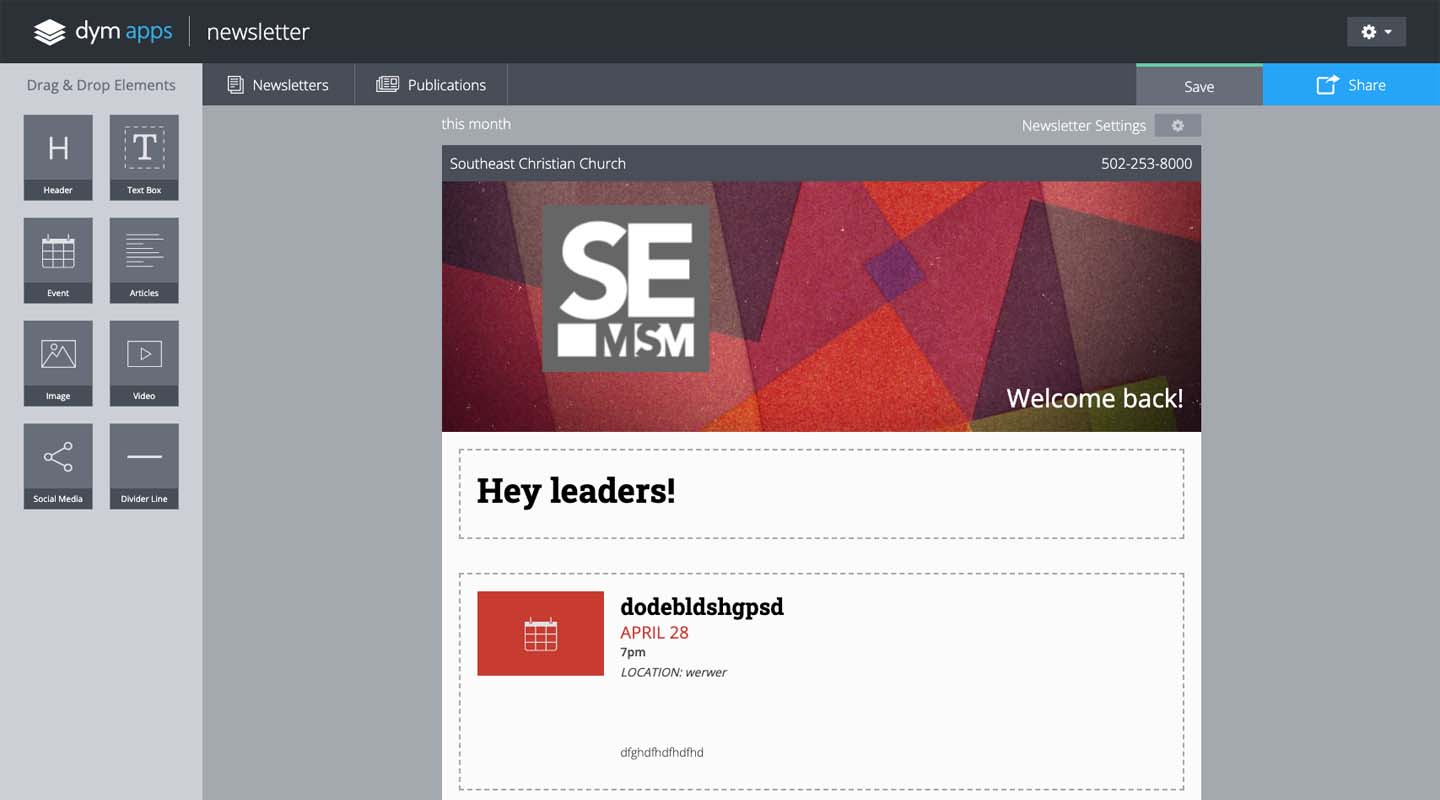 dym apps
newsletter
Drag & Drop Elements
Newsletters
Publications
Save
Share
H
Header
T
Text Box
Event
Articles
Image
Video
Social Media
Divider Line
this month
Newsletter Settings
Southeast Christian Church
502-253-8000
SE
MSM
Welcome back!
Hey leaders!
dodebldshgpsd
APRIL 28
7pm
LOCATION: werwer
dfghdfhdfhdfhd